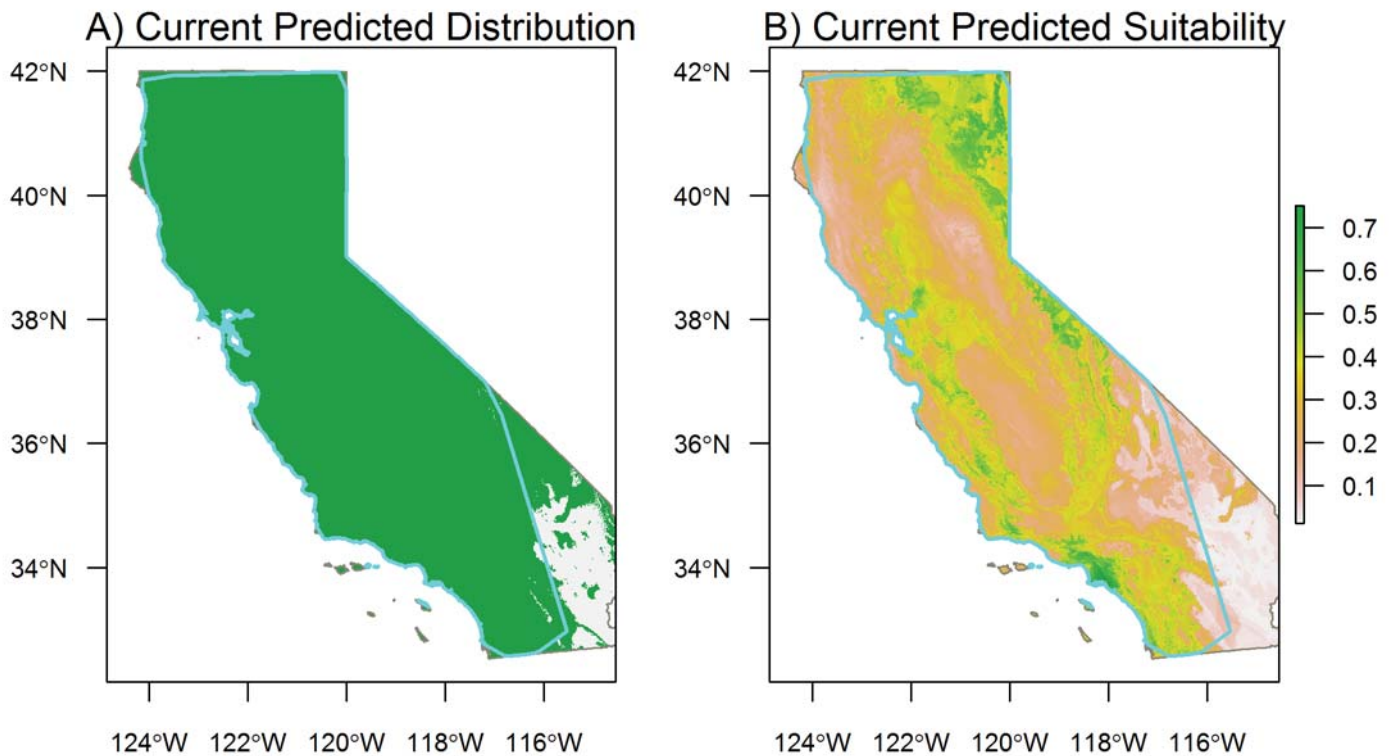 A) Current Predicted Distribution
B) Current Predicted Suitability
42°N
40°N
38°N
36°N
34°N
124°W 122°W 120°W 118°W 116°W
42°N
40°N
38°N
36°N
34°N
124°W 122°W 120°W 118°W 116°W
0.7
0.6
0.5
0.4
0.3
0.2
0.1